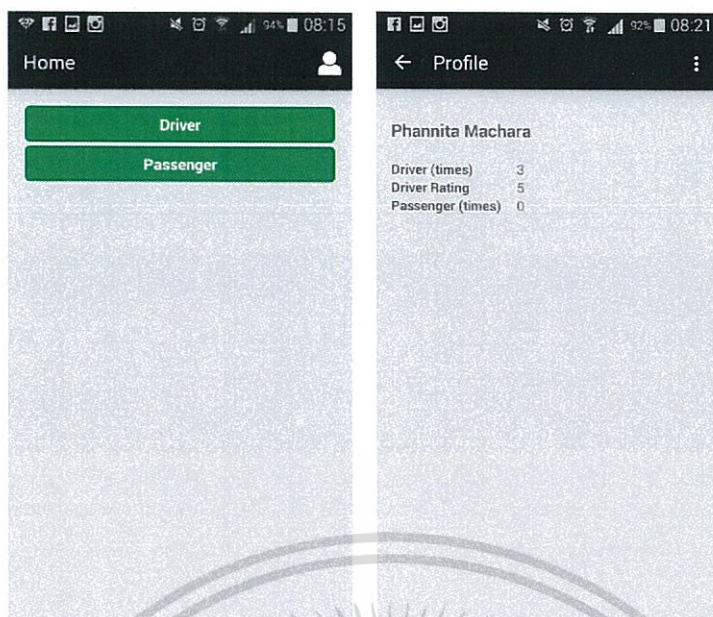 94% 08:15
Home
Driver
Passenger
92% 08:21
Profile
Phannita Machara
Driver (times) 3
Driver Rating 5
Passenger (times) 0